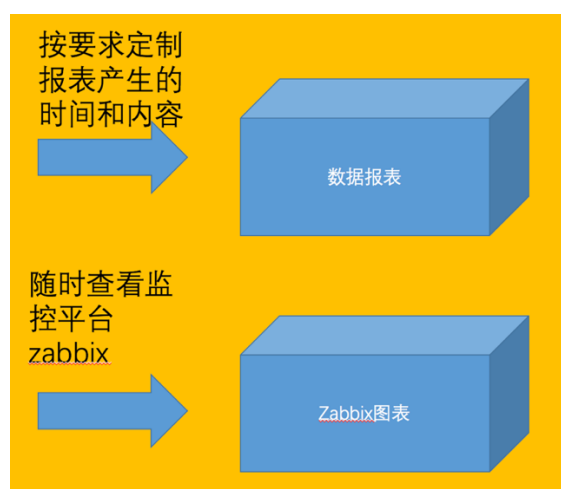 按要求定制
报表产生的
时间和内容
数据报表
随时查看监
控平台
zabbix
Zabbix图表